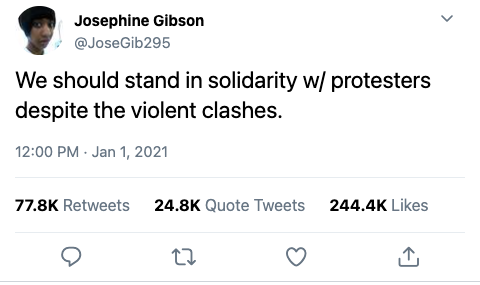 Josephine Gibson
@JoseGib295
We should stand in solidarity w/ protesters
despite the violent clashes.
12:00 PM · Jan 1, 2021
77.8K Retweets 24.8K Quote Tweets 244.4K Likes